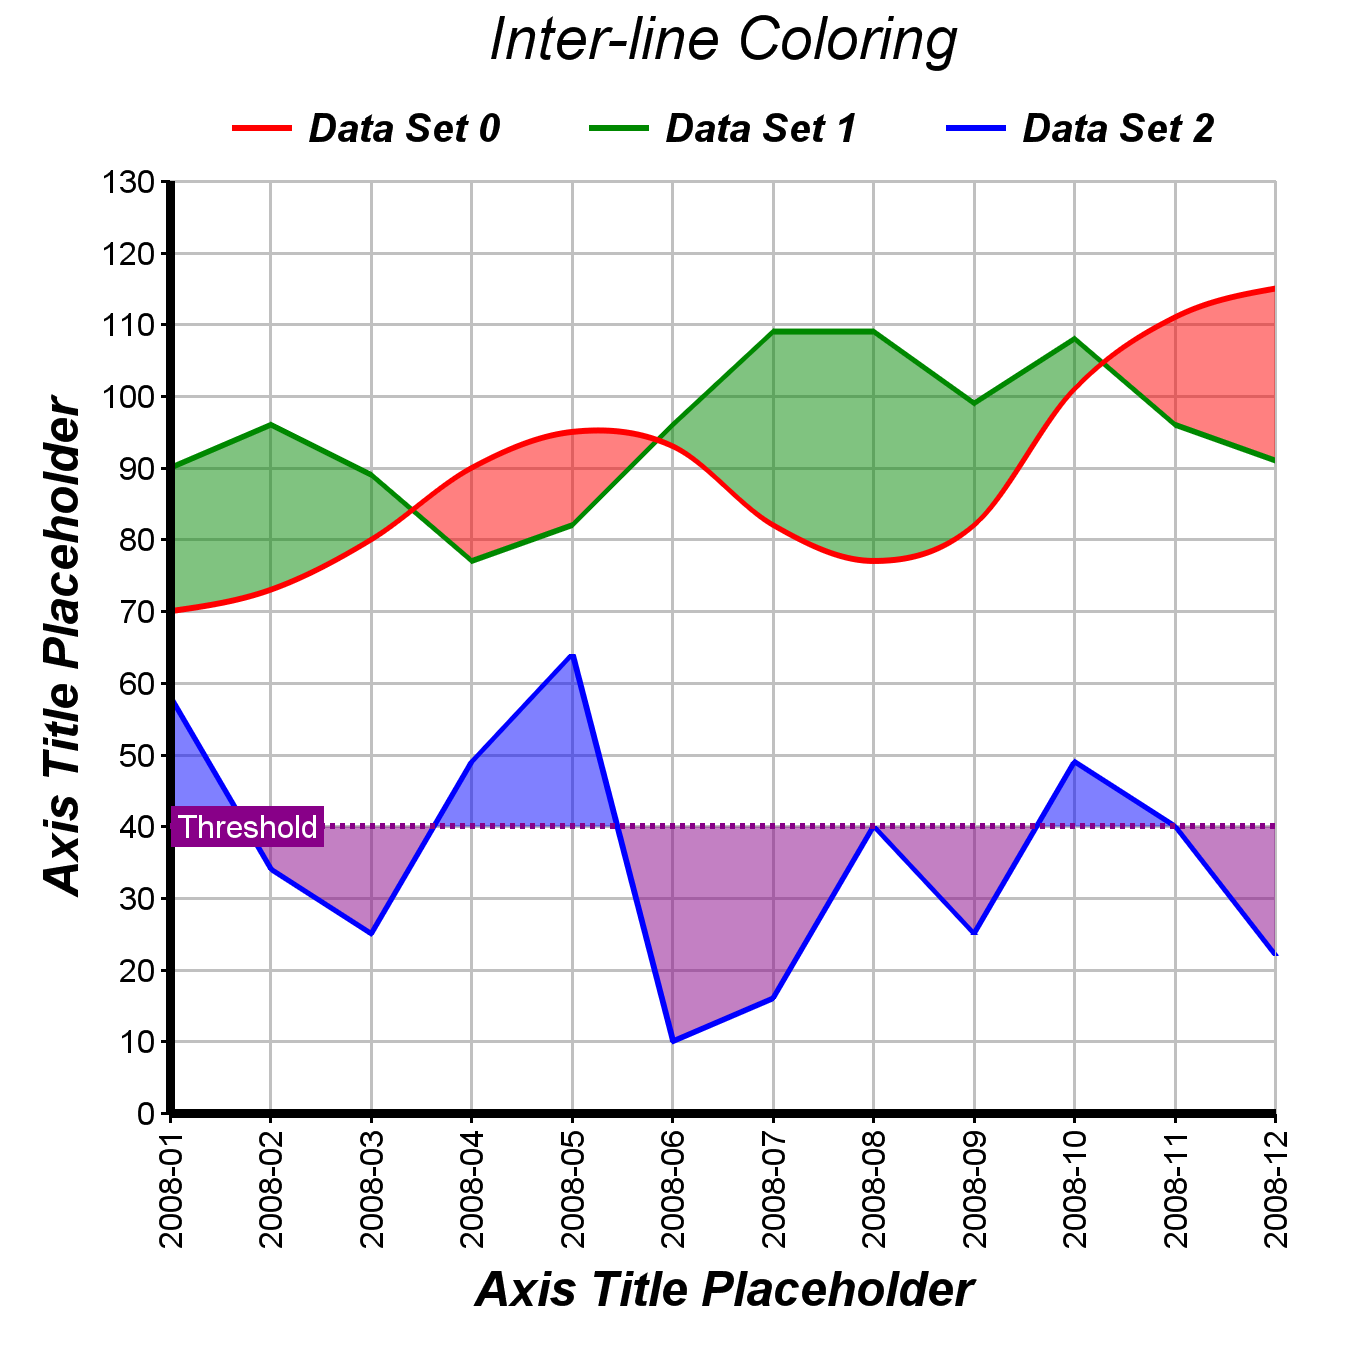 Inter-line Coloring
Data Set 0 Data Set 1 Data Set 2
130
120
110
100
90
80
70
60
50
40
30
20
10
0
Axis Title Placeholder
Threshold
2008-01 2008-02 2008-03 2008-04 2008-05 2008-06 2008-07 2008-08 2008-09 2008-10 2008-11 2008-12
Axis Title Placeholder